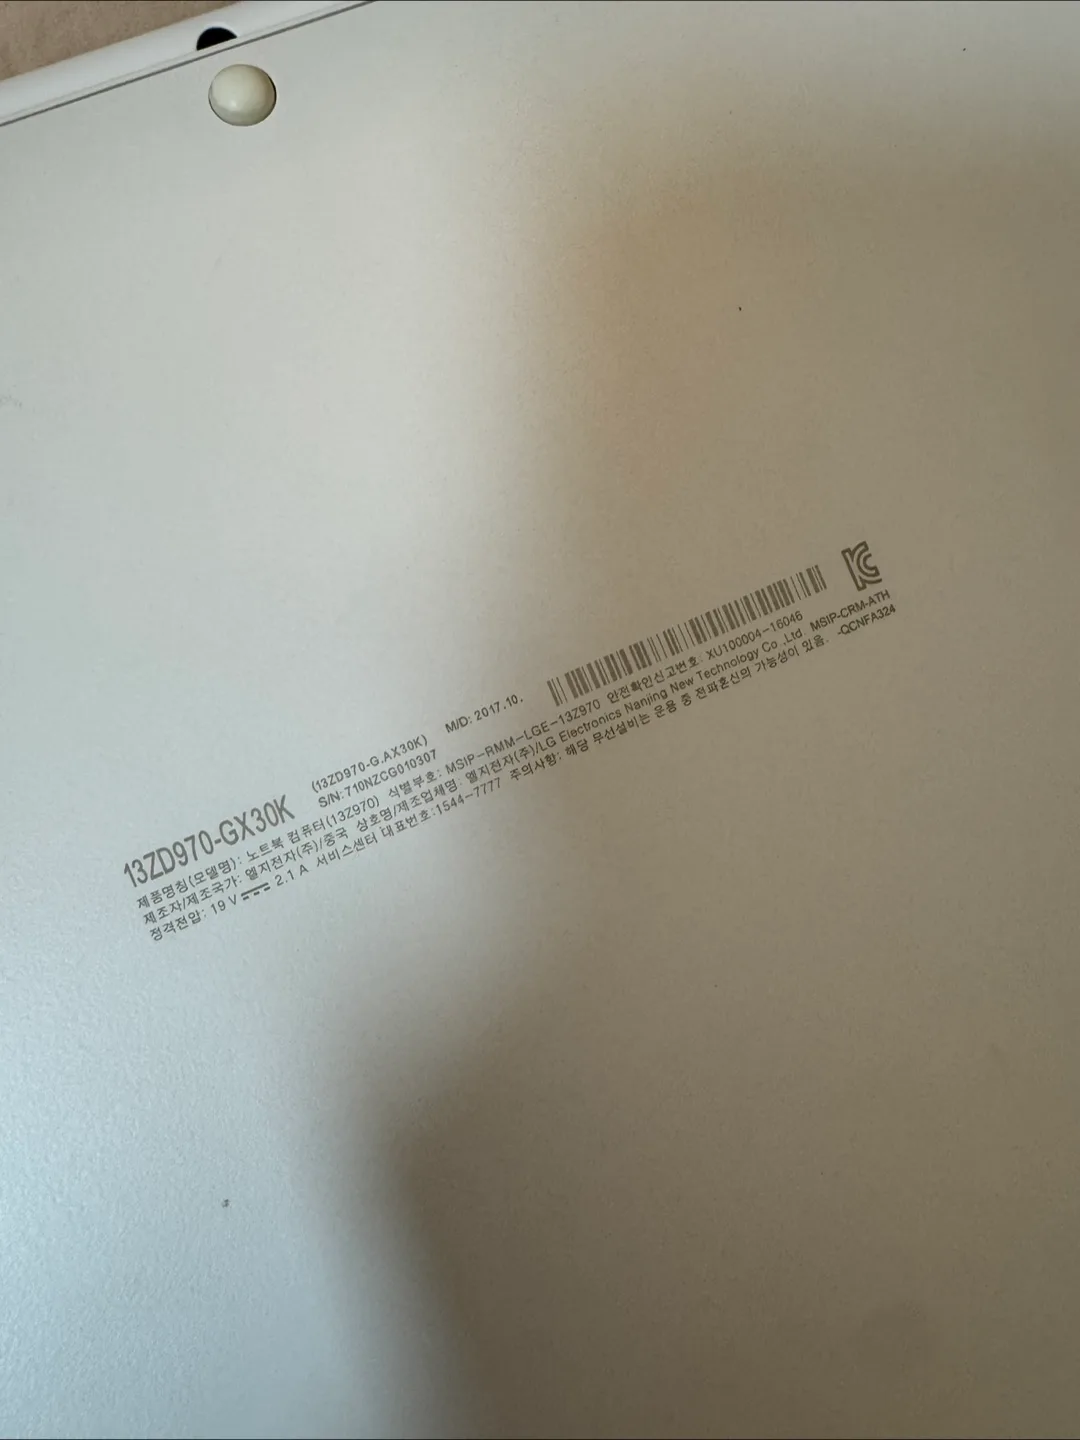 13ZD970-GX30K (13ZD970-G.AX30K) M/D: 2017.10.
S/N:710NZCG010307
제품명칭(모델명): 노트북 컴퓨터(13Z970) 식별부호: MSIP-RMM-LGE-13Z970 안전확인신고번호: XU100004-16046
제조자/제조국가: 엘지전자(주)/중국 상호명/제조업체명: 엘지전자(주)/LG Electronics Nanjing New Technology Co.,Ltd. MSIP-CRM-ATH
-QCNFA324
정격전압: 19 V 2.1 A 서비스센터 대표번호:1544-7777 주의사항: 해당 무선설비는 운용 중 전파혼신의 가능성이 있음.